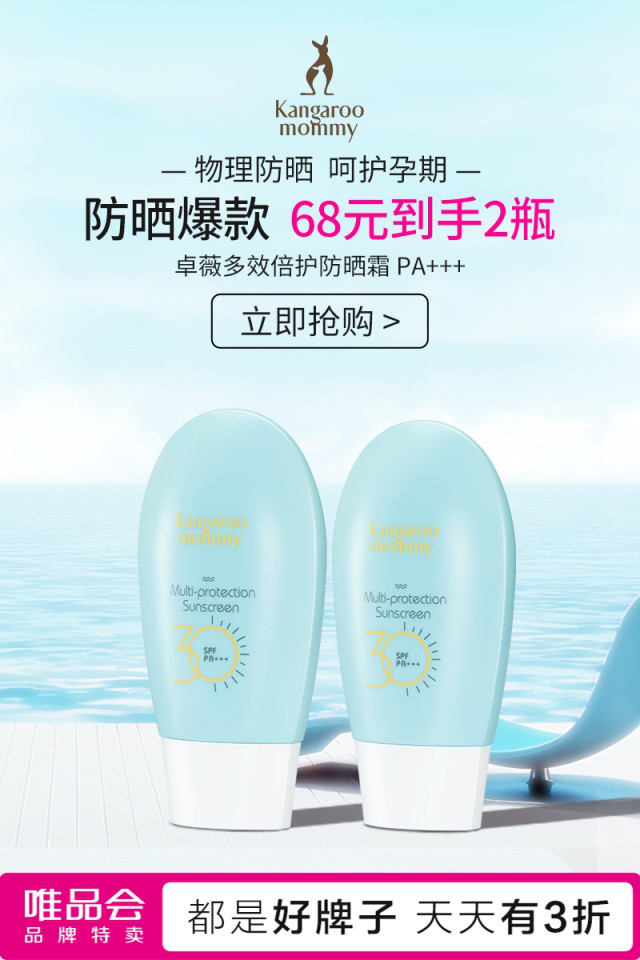 Kangaroo
mommy
— 物理防晒 呵护孕期 —
防晒爆款 68元到手2瓶
卓薇多效倍护防晒霜 PA+++
立即抢购 >
Kangaroo
mommy
Multi-protection
Sunscreen
30
SPF
PA+++
Kangaroo
mommy
Multi-protection
Sunscreen
30
SPF
PA+++
唯品会
品牌特卖
都是好牌子 天天有3折